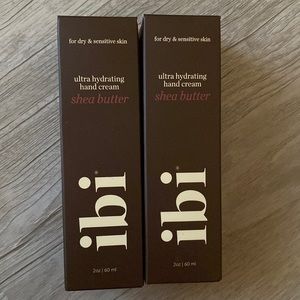 for dry & sensitive skin
ultra hydrating
hand cream
shea butter
ibi
2oz | 60 ml
for dry & sensitive skin
ultra hydrating
hand cream
shea butter
ibi
2oz | 60 ml